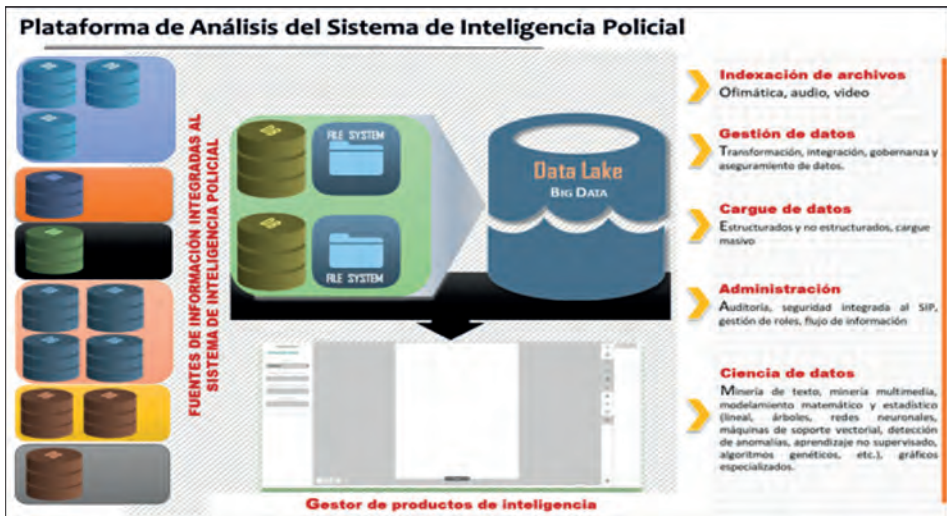 Plataforma de Análisis del Sistema de Inteligencia Policial
FUENTES DE INFORMACIÓN INTEGRADAS AL
SISTEMA DE INTELIGENCIA POLICIAL
FILE SYSTEM
FILE SYSTEM
Data Lake
BIG DATA
Gestor de productos de inteligencia
Indexación de archivos
Ofimática, audio, video
Gestión de datos
Transformación, integración, gobernanza y
aseguramiento de datos.
Cargue de datos
Estructurados y no estructurados, cargue
masivo
Administración
Auditoría, seguridad integrada al SIP,
gestión de roles, flujo de información
Ciencia de datos
Minería de texto, minería multimedia,
modelamiento matemático y estadístico
(lineal, árboles, redes neuronales,
máquinas de soporte vectorial, detección
de anomalías, aprendizaje no supervisado,
algoritmos genéticos, etc.), gráficos
especializados.